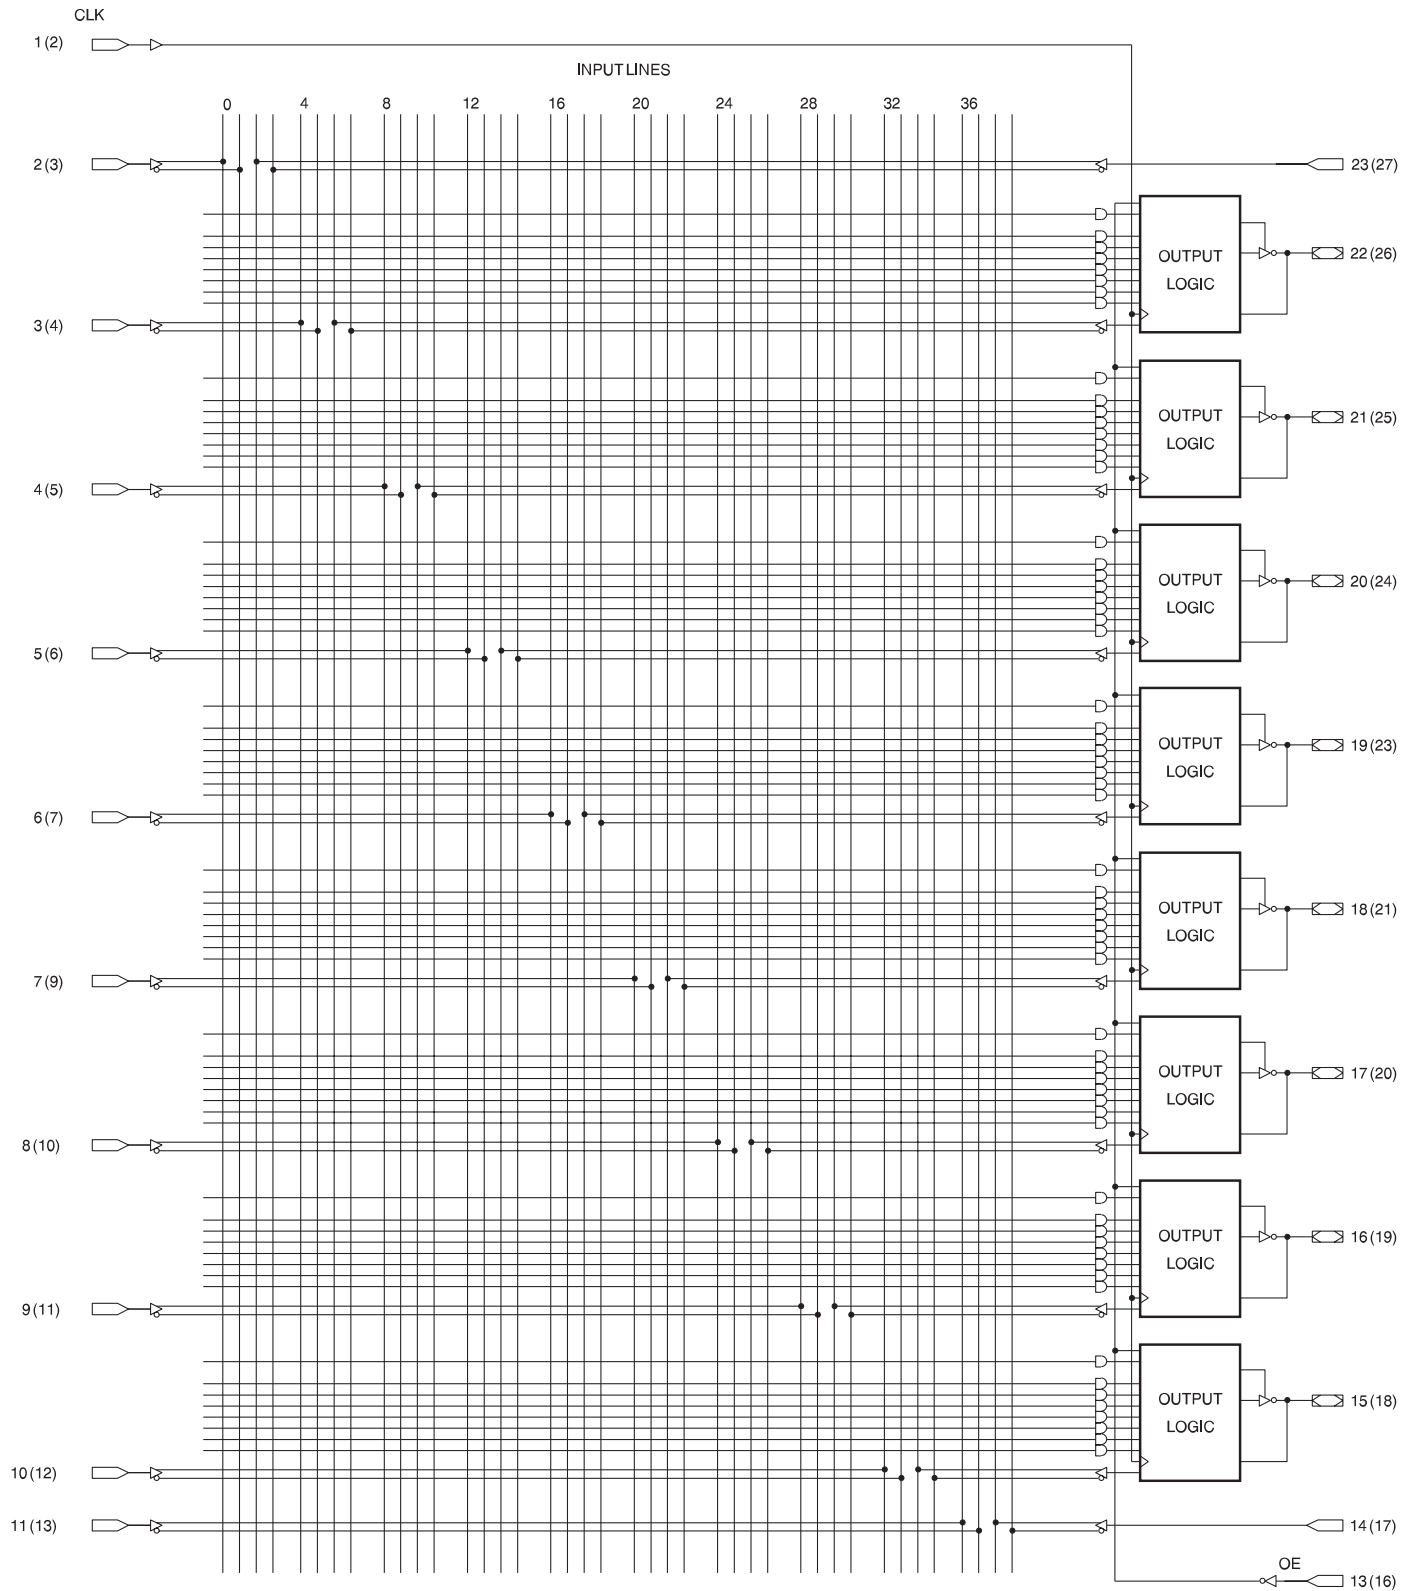 CLK
1 (2)
INPUT LINES
0 4 8 12 16 20 24 28 32 36
2 (3)
23 (27)
OUTPUT
LOGIC
22 (26)
3 (4)
OUTPUT
LOGIC
21 (25)
4 (5)
OUTPUT
LOGIC
20 (24)
5 (6)
OUTPUT
LOGIC
19 (23)
6 (7)
OUTPUT
LOGIC
18 (21)
7 (9)
OUTPUT
LOGIC
17 (20)
8 (10)
OUTPUT
LOGIC
16 (19)
9 (11)
OUTPUT
LOGIC
15 (18)
10 (12)
11 (13)
14 (17)
OE
13 (16)